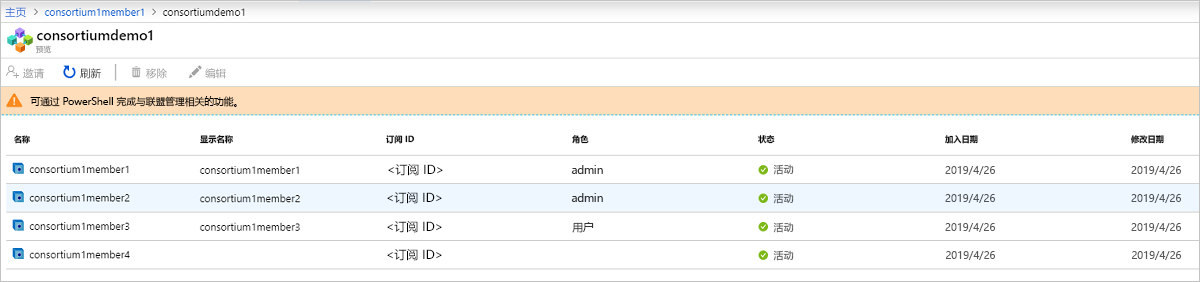 主页 > consortium1member1 > consortiumdemo1
consortiumdemo1
预览
邀请 刷新 移除 编辑
可通过 PowerShell 完成与联盟管理相关的功能。
名称 显示名称 订阅 ID 角色 状态 加入日期 修改日期
consortium1member1 consortium1member1 <订阅 ID> admin 活动 2019/4/26 2019/4/26
consortium1member2 consortium1member2 <订阅 ID> admin 活动 2019/4/26 2019/4/26
consortium1member3 consortium1member3 <订阅 ID> 用户 活动 2019/4/26 2019/4/26
consortium1member4 <订阅 ID> 活动 2019/4/26 2019/4/26